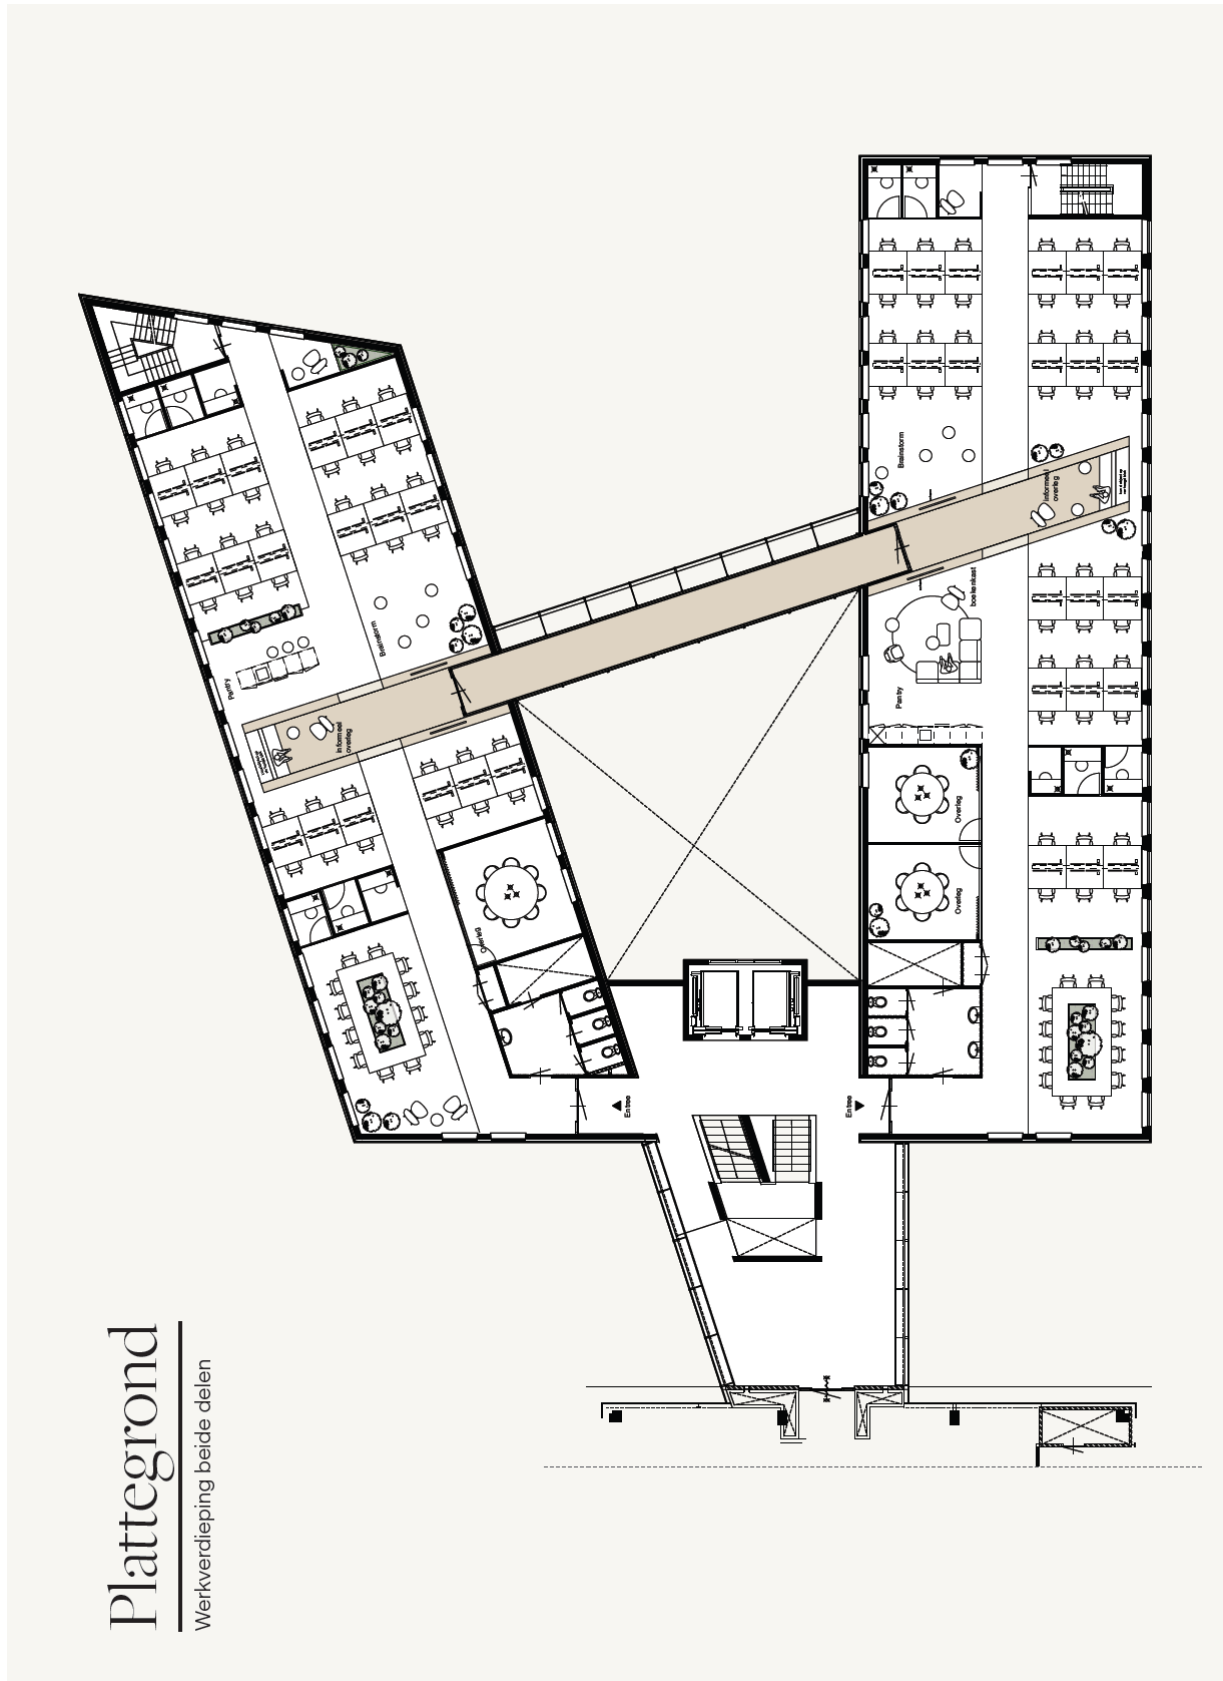 Plattegrond
Werkverdieping beide delen
Pantry
Brainstorm
informeel
overleg
Overleg
Entree
Brainstorm
informeel
overleg
boekenkast
Pantry
Overleg
Overleg
Entree